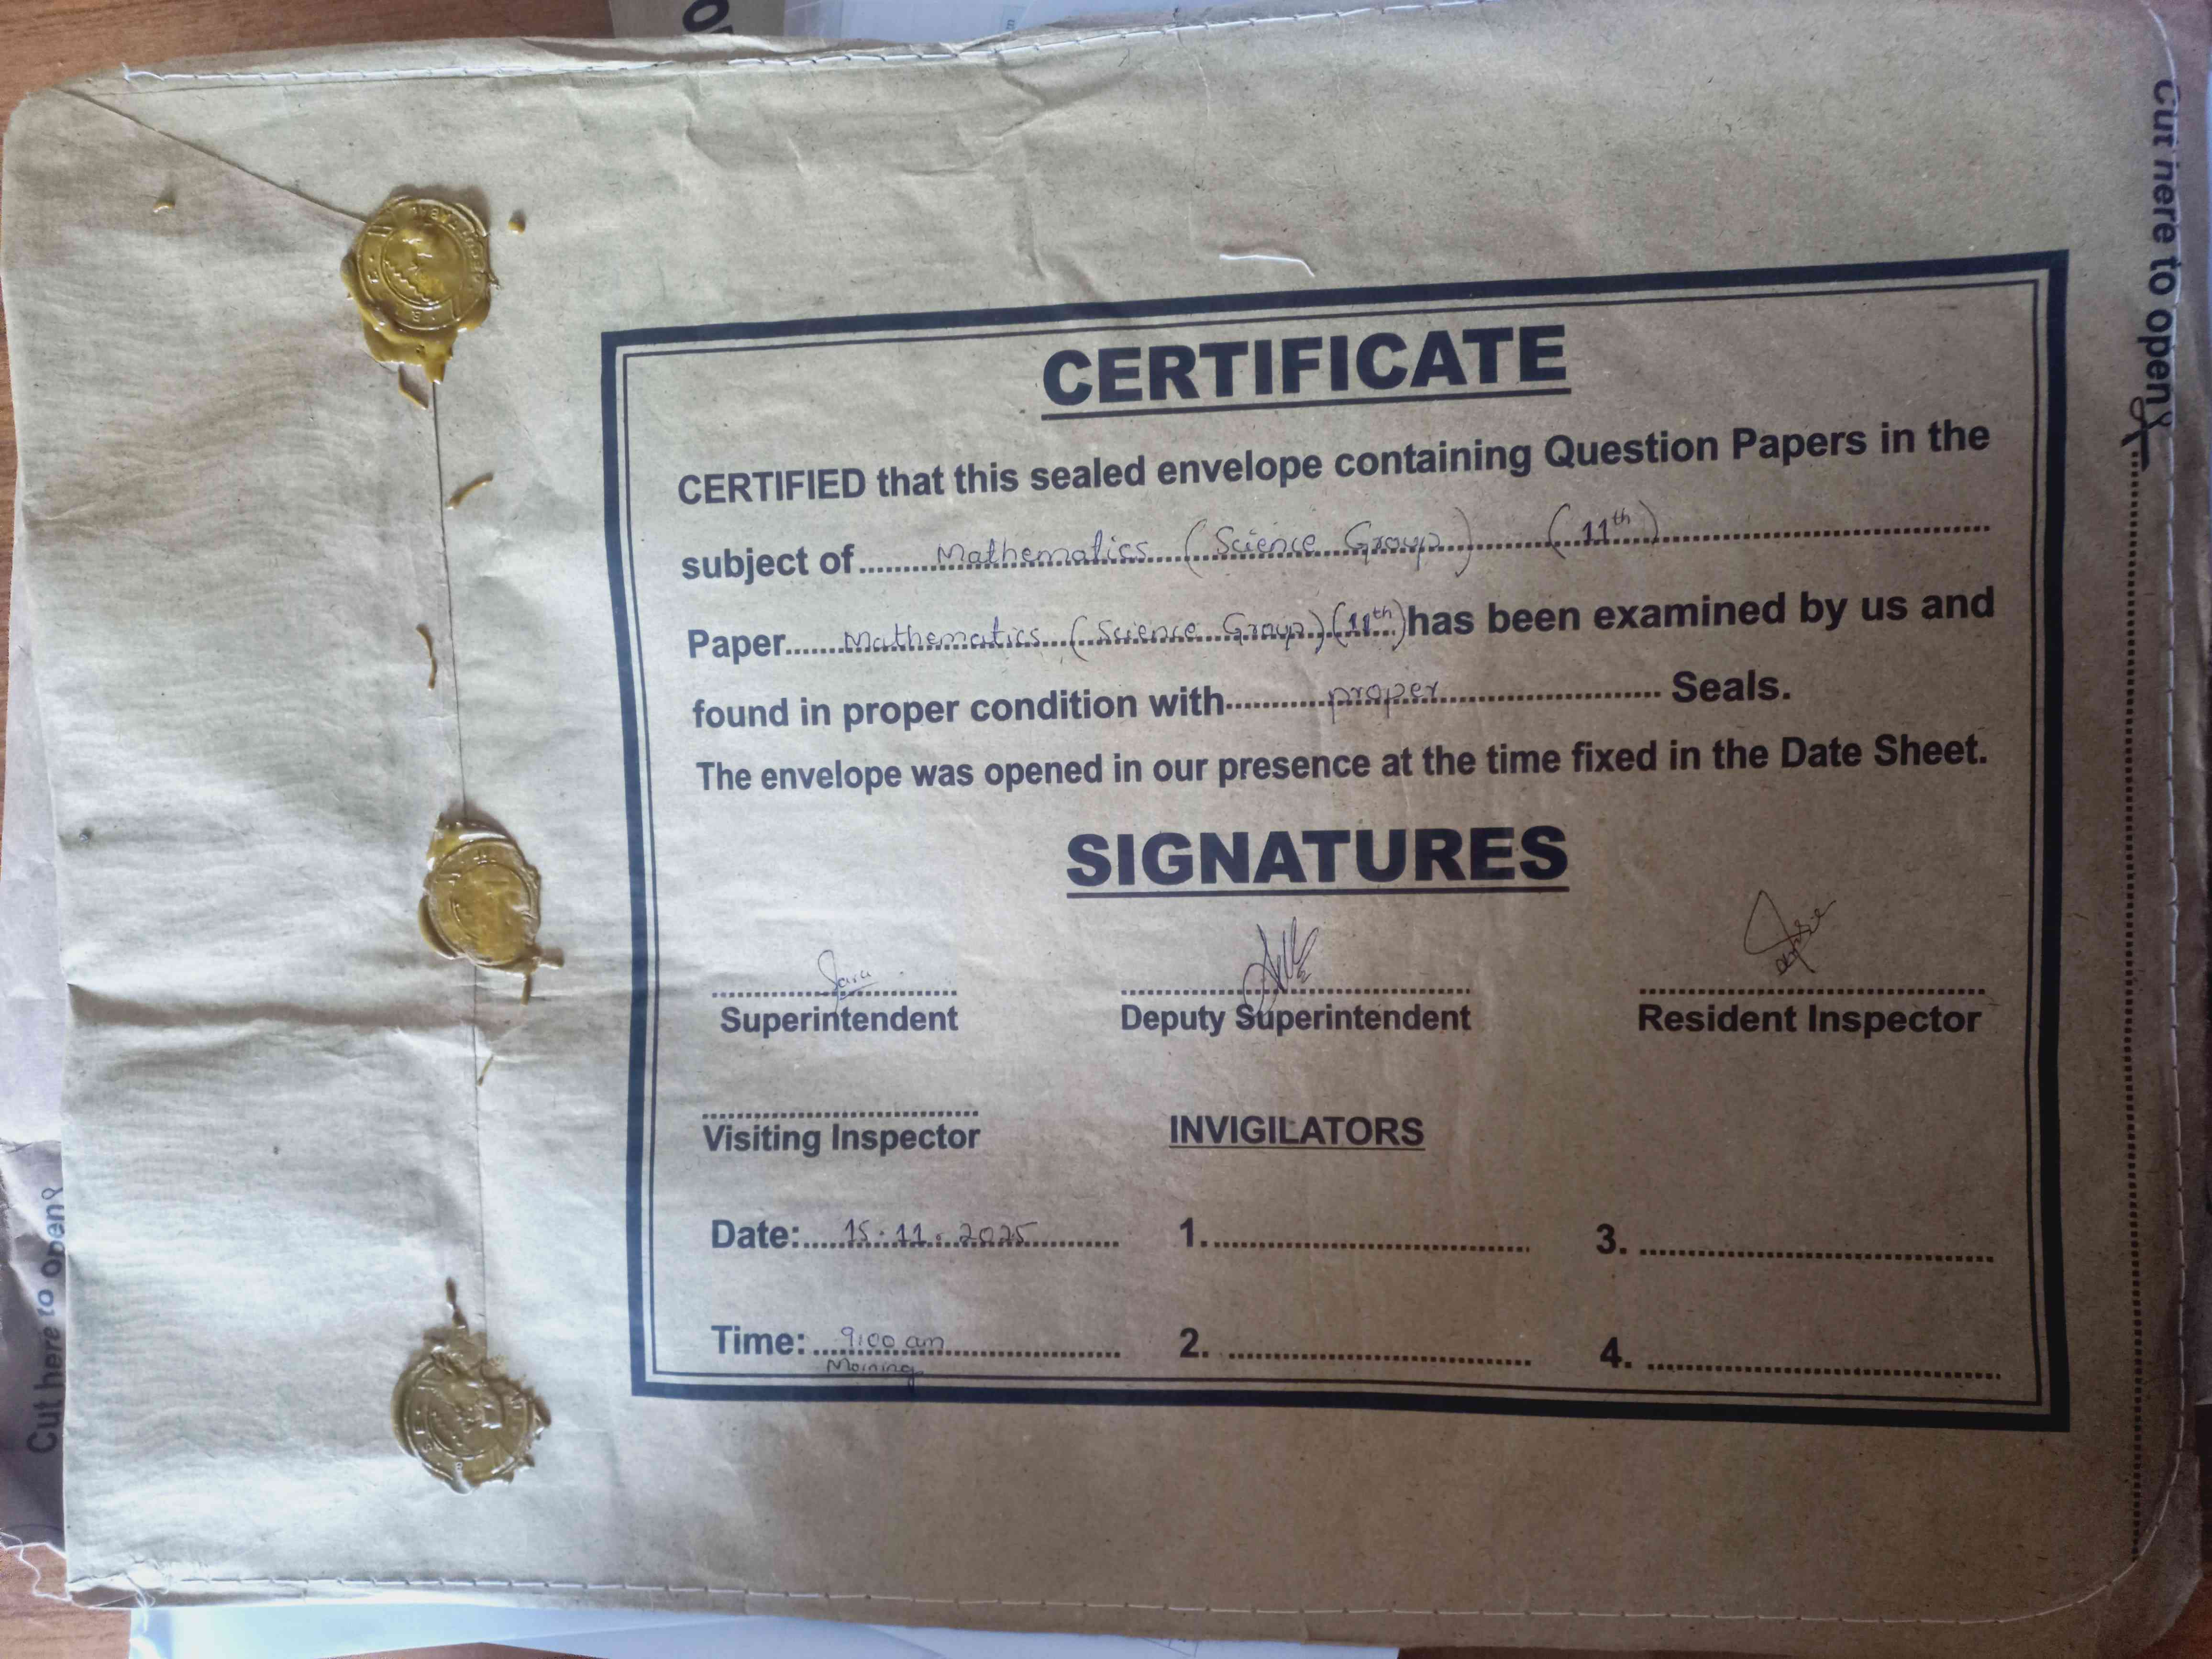 CERTIFICATE
CERTIFIED that this sealed envelope containing Question Papers in the
subject of Mathematics (Science Group) (11th)
Paper Mathematics (Science Group) (11th) has been examined by us and
found in proper condition with proper Seals.
The envelope was opened in our presence at the time fixed in the Date Sheet.
SIGNATURES
Superintendent Deputy Superintendent Resident Inspector
Visiting Inspector INVIGILATORS
Date: 15.11.2025 1. 3.
Time: 9:00 am 2. 4.
Morning
Cut here to open
Cut here to open